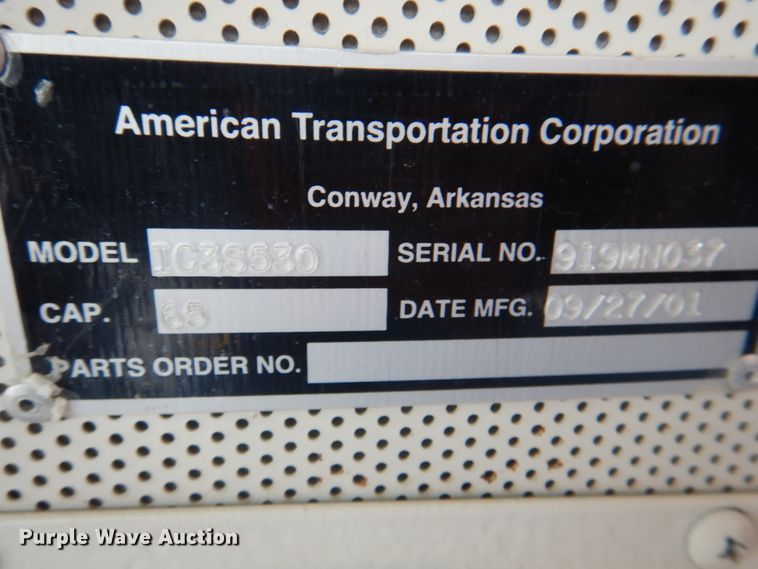 American Transportation Corporation
Conway, Arkansas
MODEL IC3S530 SERIAL NO. 919MN037
CAP. 65 DATE MFG. 09/27/01
PARTS ORDER NO.
Purple Wave Auction